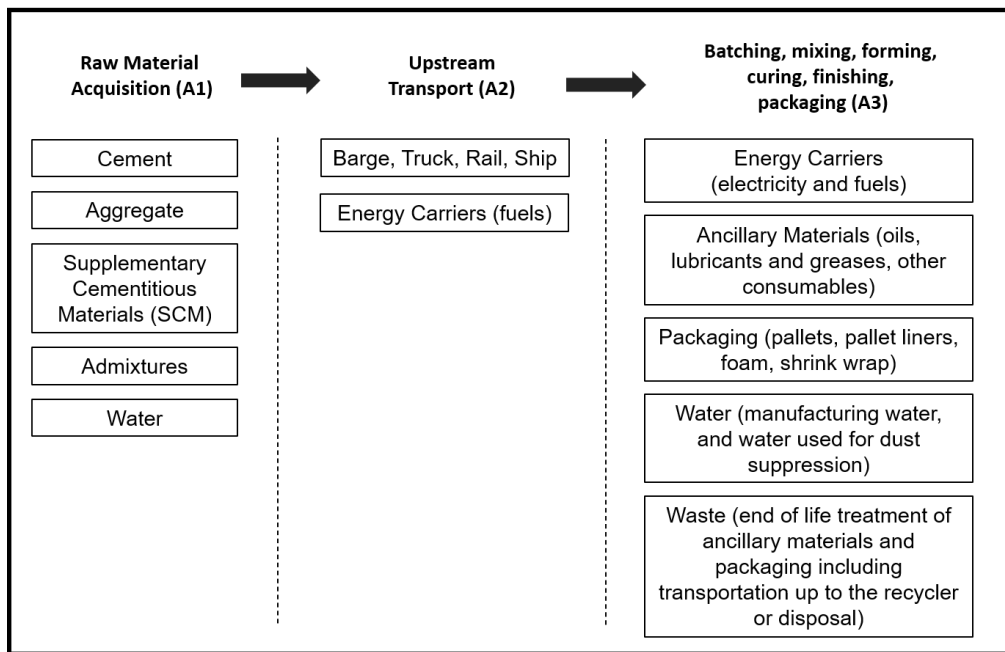 Raw Material
Acquisition (A1)
Upstream
Transport (A2)
Batching, mixing, forming,
curing, finishing,
packaging (A3)
Cement
Aggregate
Supplementary
Cementitious
Materials (SCM)
Admixtures
Water
Barge, Truck, Rail, Ship
Energy Carriers (fuels)
Energy Carriers
(electricity and fuels)
Ancillary Materials (oils,
lubricants and greases, other
consumables)
Packaging (pallets, pallet liners,
foam, shrink wrap)
Water (manufacturing water,
and water used for dust
suppression)
Waste (end of life treatment of
ancillary materials and
packaging including
transportation up to the recycler
or disposal)